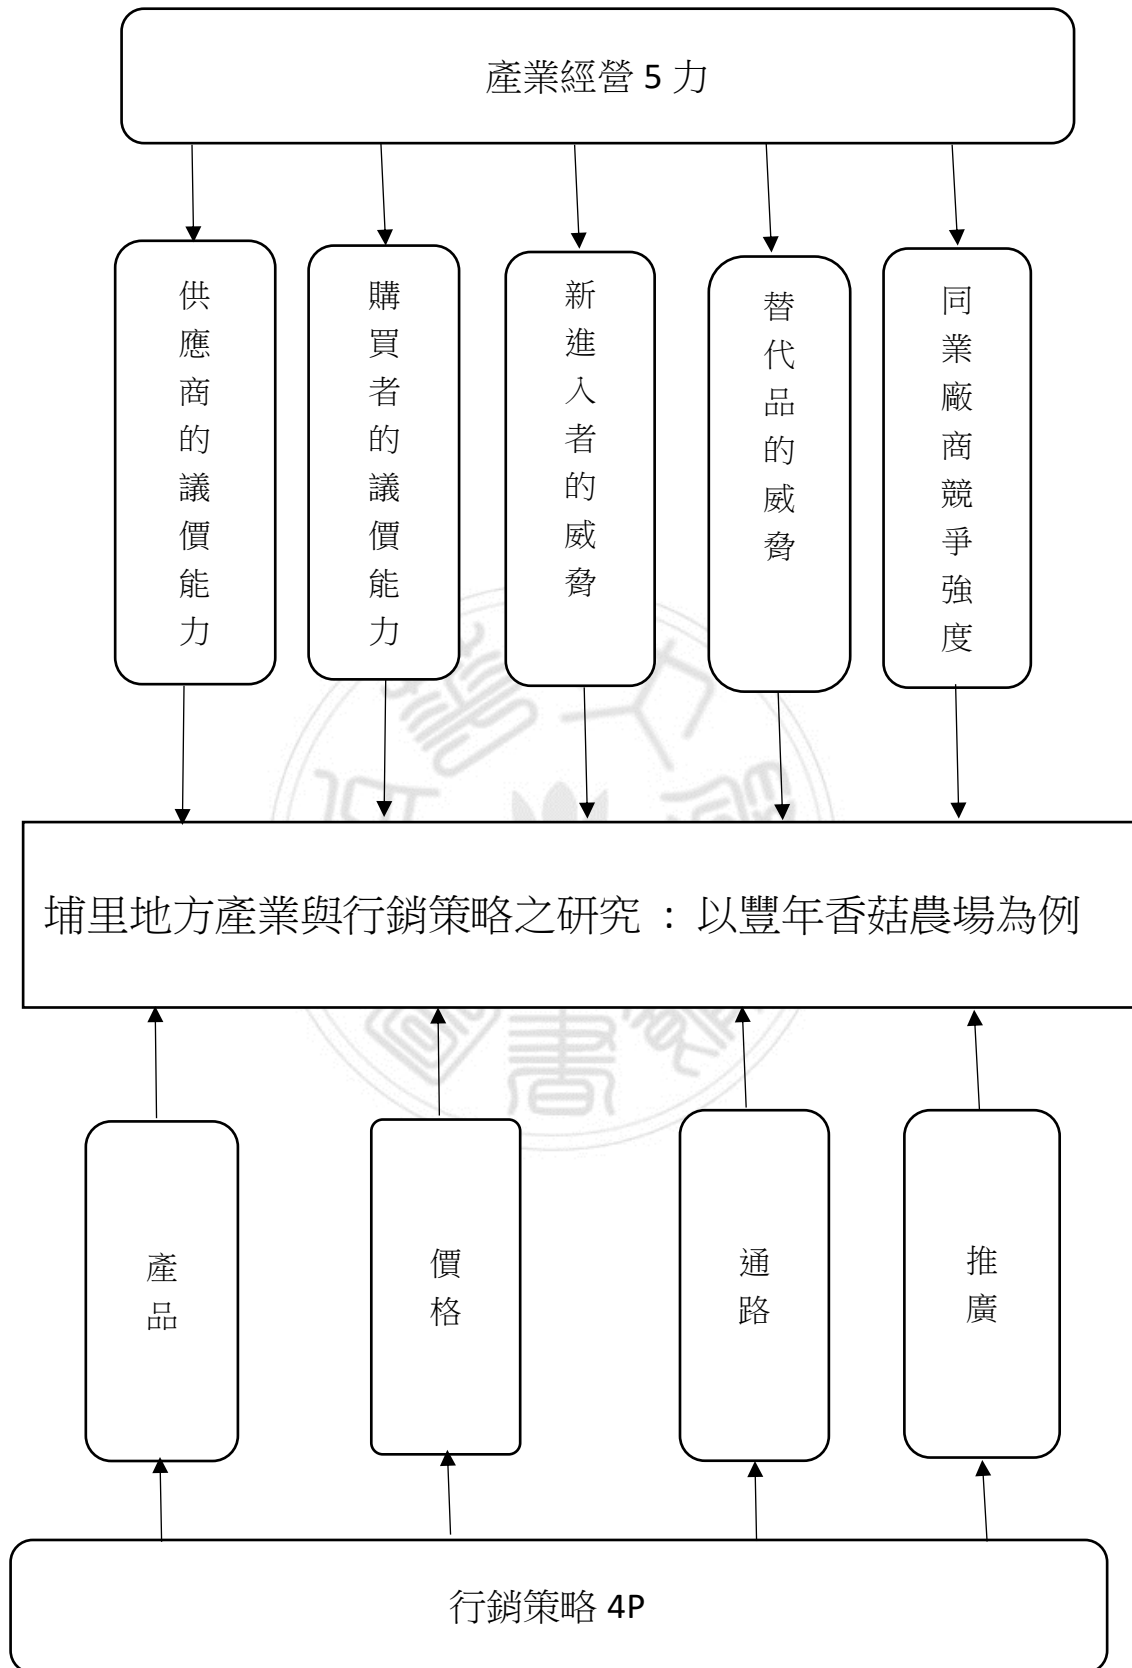 產業經營 5 力
供應商的議價能力
購買者的議價能力
新進入者的威脅
替代品的威脅
同業廠商競爭強度
埔里地方產業與行銷策略之研究 : 以豐年香菇農場為例
產品
價格
通路
推廣
行銷策略 4P